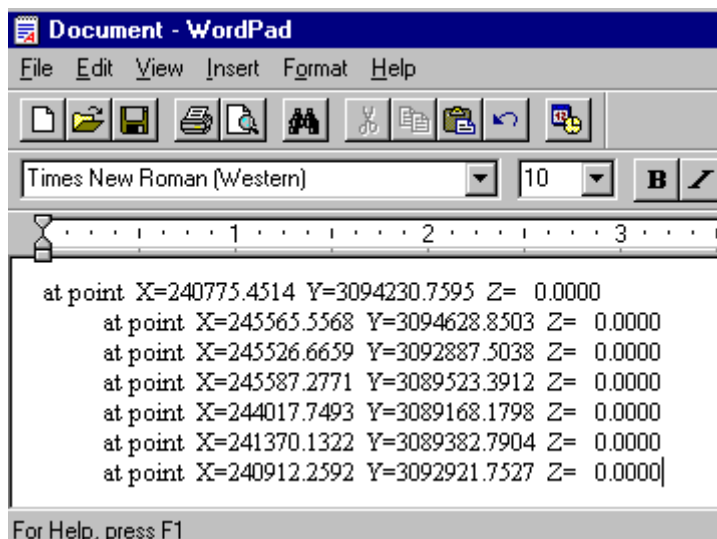 Document - WordPad
File Edit View Insert Format Help
Times New Roman (Western) 10 B I
1 2 3
at point X=240775.4514 Y=3094230.7595 Z= 0.0000
at point X=245565.5568 Y=3094628.8503 Z= 0.0000
at point X=245526.6659 Y=3092887.5038 Z= 0.0000
at point X=245587.2771 Y=3089523.3912 Z= 0.0000
at point X=244017.7493 Y=3089168.1798 Z= 0.0000
at point X=241370.1322 Y=3089382.7904 Z= 0.0000
at point X=240912.2592 Y=3092921.7527 Z= 0.0000
For Help, press F1